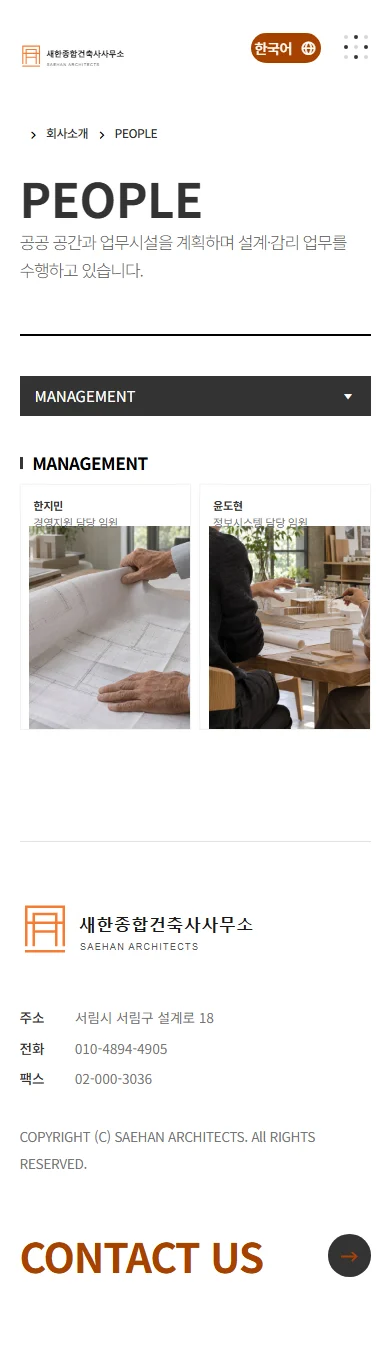 새한종합건축사사무소
SAEHAN ARCHITECTS
한국어
회사소개 PEOPLE
PEOPLE
공공 공간과 업무시설을 계획하며 설계·감리 업무를
수행하고 있습니다.
MANAGEMENT
MANAGEMENT
한지민
경영지원 담당 임원
윤도현
정보시스템 담당 임원
새한종합건축사사무소
SAEHAN ARCHITECTS
주소 서림시 서림구 설계로 18
전화 010-4894-4905
팩스 02-000-3036
COPYRIGHT (C) SAEHAN ARCHITECTS. All RIGHTS
RESERVED.
CONTACT US